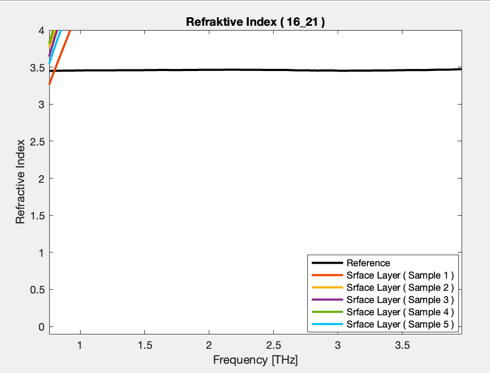 Refraktive Index ( 16_21 )
4
3.5
3
2.5
2
1.5
1
0.5
0
Refractive Index
Reference
Srface Layer ( Sample 1 )
Srface Layer ( Sample 2 )
Srface Layer ( Sample 3 )
Srface Layer ( Sample 4 )
Srface Layer ( Sample 5 )
1 1.5 2 2.5 3 3.5
Frequency [THz]